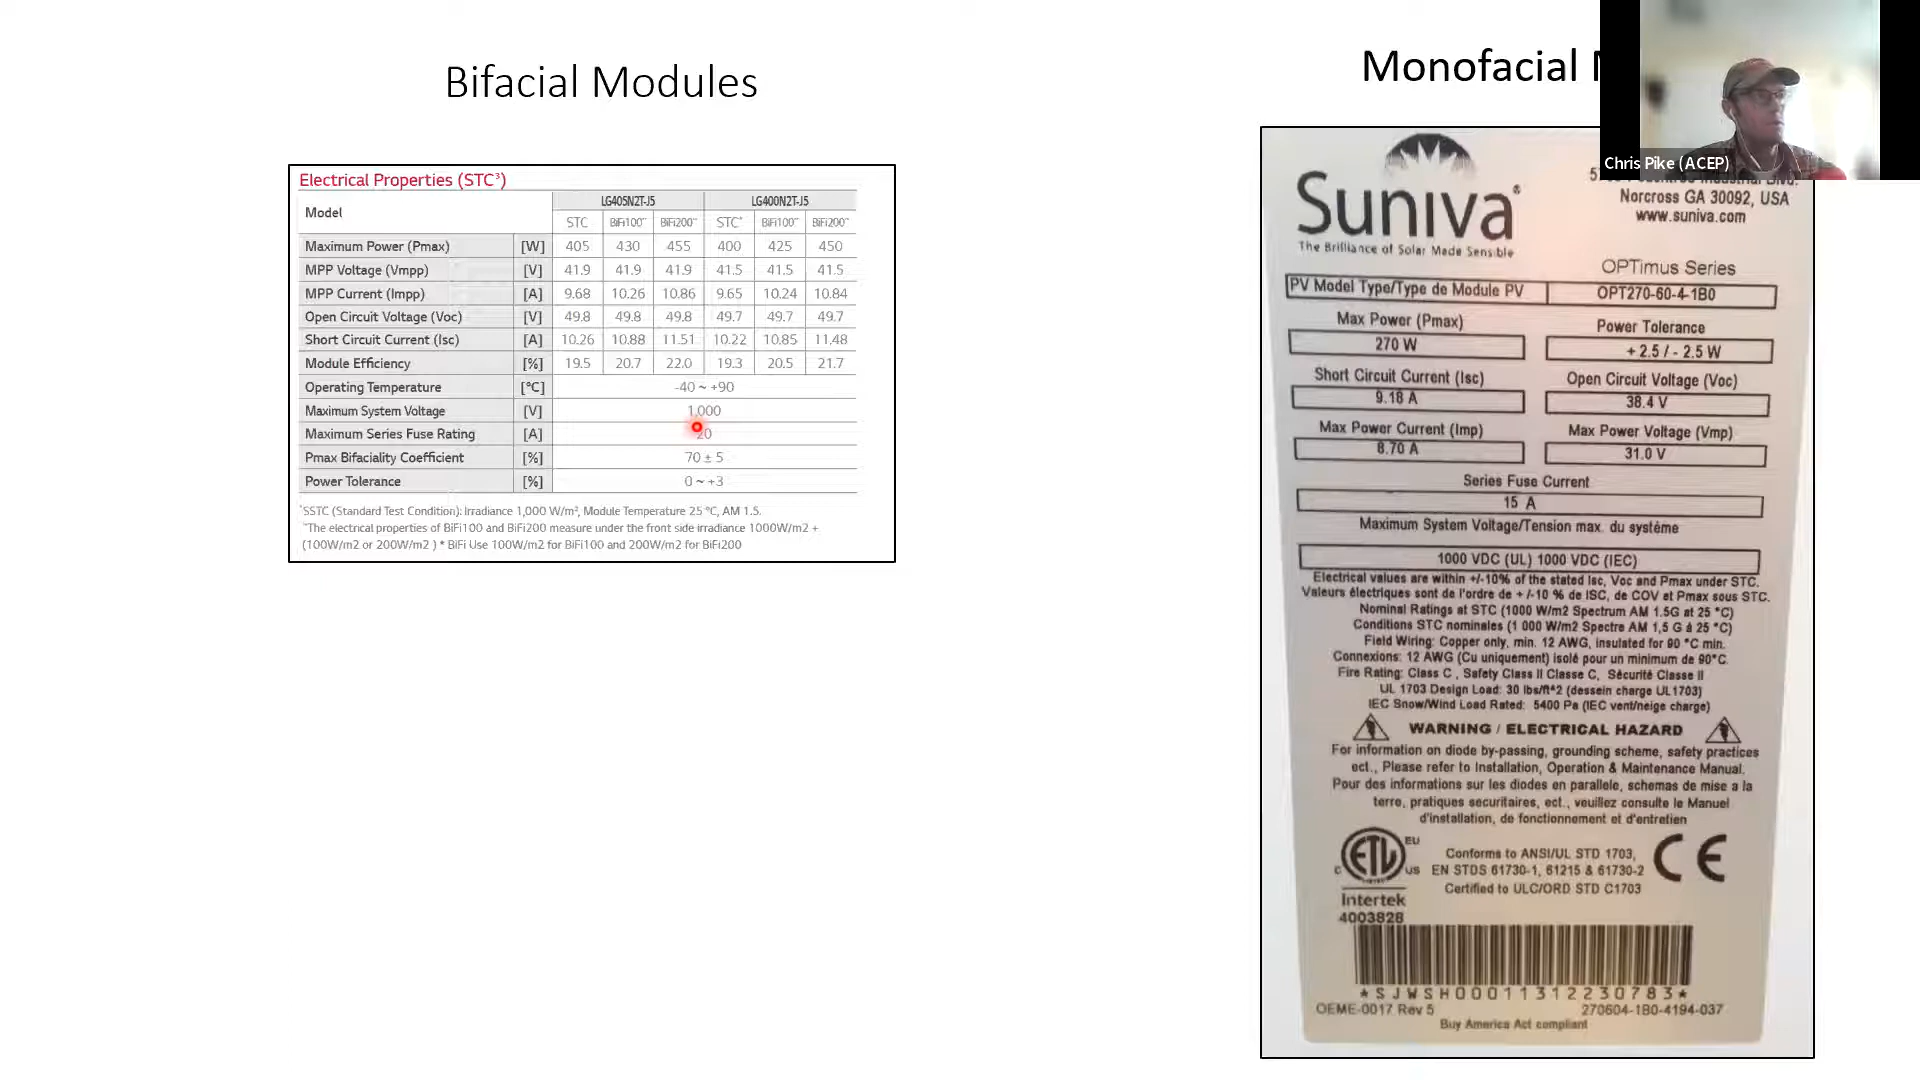 Bifacial Modules
Electrical Properties (STC³)
Model LG405N2T-J5 LG400N2T-J5
STC BiFi100** BiFi200** STC* BiFi100** BiFi200**
Maximum Power (Pmax) [W] 405 430 455 400 425 450
MPP Voltage (Vmpp) [V] 41.9 41.9 41.9 41.5 41.5 41.5
MPP Current (Impp) [A] 9.68 10.26 10.86 9.65 10.24 10.84
Open Circuit Voltage (Voc) [V] 49.8 49.8 49.8 49.7 49.7 49.7
Short Circuit Current (Isc) [A] 10.26 10.88 11.51 10.22 10.85 11.48
Module Efficiency [%] 19.5 20.7 22.0 19.3 20.5 21.7
Operating Temperature [°C] -40 ~ +90
Maximum System Voltage [V] 1,000
Maximum Series Fuse Rating [A] 20
Pmax Bifaciality Coefficient [%] 70 ± 5
Power Tolerance [%] 0 ~ +3
*SSTC (Standard Test Condition): Irradiance 1,000 W/m², Module Temperature 25 °C, AM 1.5.
**The electrical properties of BiFi100 and BiFi200 measure under the front side irradiance 1000W/m2 +
(100W/m2 or 200W/m2 ) * BiFi Use 100W/m2 for BiFi100 and 200W/m2 for BiFi200
Monofacial
Chris Pike (ACEP)
Suniva®
The Brilliance of Solar Made Sensible
Norcross GA 30092, USA
www.suniva.com
OPTimus Series
PV Model Type/Type de Module PV OPT270-60-4-1B0
Max Power (Pmax) Power Tolerance
270 W + 2.5 / - 2.5 W
Short Circuit Current (Isc) Open Circuit Voltage (Voc)
9.18 A 38.4 V
Max Power Current (Imp) Max Power Voltage (Vmp)
8.70 A 31.0 V
Series Fuse Current
15 A
Maximum System Voltage/Tension max. du système
1000 VDC (UL) 1000 VDC (IEC)
Electrical values are within +/-10% of the stated Isc, Voc and Pmax under STC.
Valeurs électriques sont de l'ordre de + /-10 % de ISC, de COV et Pmax sous STC.
Nominal Ratings at STC (1000 W/m2 Spectrum AM 1.5G at 25 °C)
Conditions STC nominales (1 000 W/m2 Spectre AM 1,5 G à 25 °C)
Field Wiring: Copper only, min. 12 AWG, insulated for 90 °C min.
Connexions: 12 AWG (Cu uniquement) isolé pour un minimum de 90°C.
Fire Rating: Class C , Safety Class II Classe C, Sécurité Classe II
UL 1703 Design Load: 30 lbs/ft^2 (dessein charge UL1703)
IEC Snow/Wind Load Rated: 5400 Pa (IEC vent/neige charge)
WARNING / ELECTRICAL HAZARD
For information on diode by-passing, grounding scheme, safety practices
ect., Please refer to Installation, Operation & Maintenance Manual.
Pour des informations sur les diodes en parallele, schemas de mise a la
terre, pratiques securitaires, ect., veuillez consulte le Manuel
d'installation, de fonctionnement et d'entretien
ETL EU
C US
Intertek
4003828
Conforms to ANSI/UL STD 1703,
EN STDS 61730-1, 61215 & 61730-2
Certified to ULC/ORD STD C1703
CE
*SJWSH000113122307​83*
OEME-0017 Rev 5 270604-1B0-4194-037
Buy America Act compliant